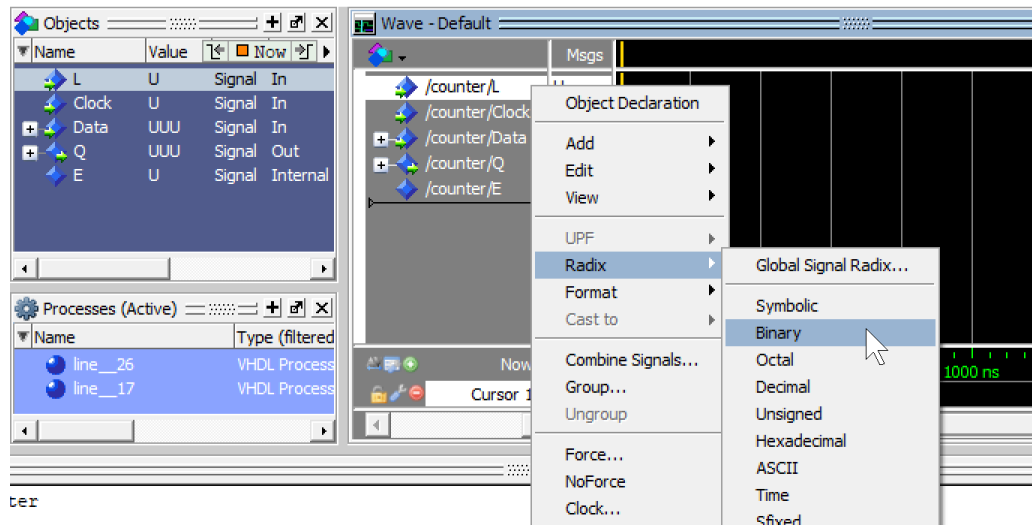 Objects
Name Value Now
L U Signal In
Clock U Signal In
Data UUU Signal In
Q UUU Signal Out
E U Signal Internal
Processes (Active)
Name Type (filtered
line__26 VHDL Process
line__17 VHDL Process
ter
Wave - Default
Msgs
/counter/L
/counter/Clock
/counter/Data
/counter/Q
/counter/E
Now
Cursor 1
1000 ns
Object Declaration
Add
Edit
View
UPF
Radix
Format
Cast to
Combine Signals...
Group...
Ungroup
Force...
NoForce
Clock...
Global Signal Radix...
Symbolic
Binary
Octal
Decimal
Unsigned
Hexadecimal
ASCII
Time
Sfixed